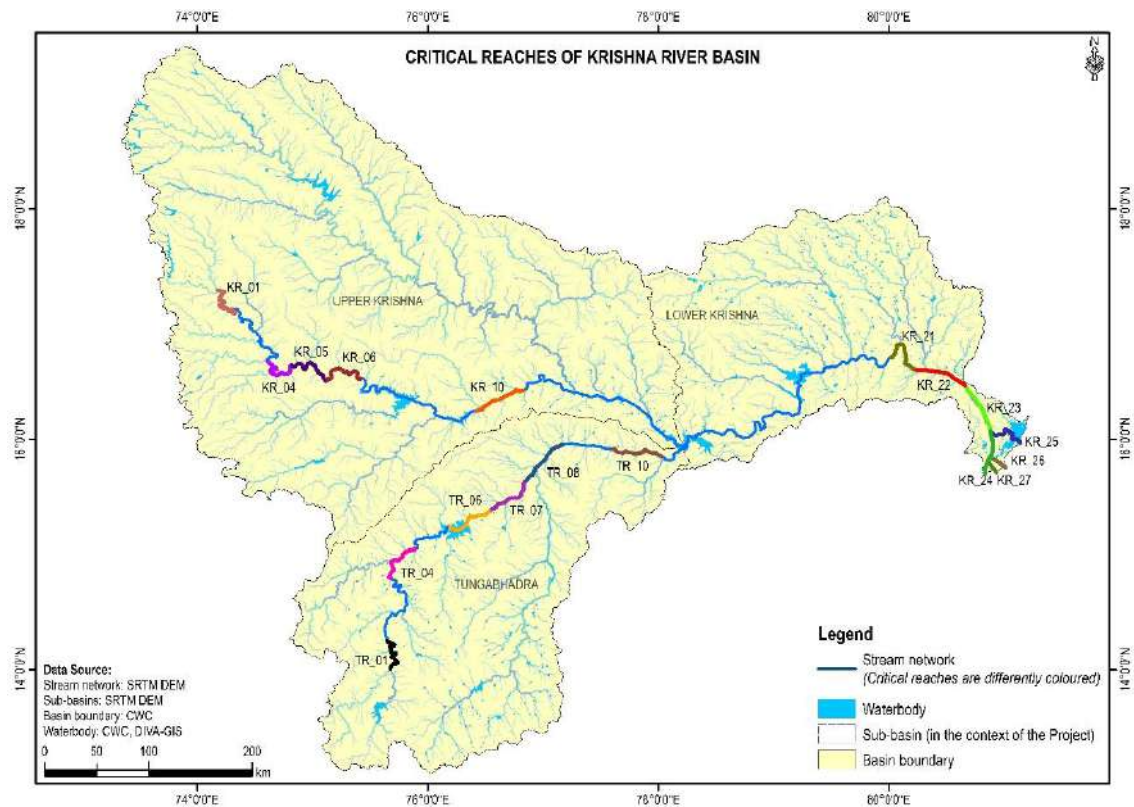 74°0'0"E 76°0'0"E 78°0'0"E 80°0'0"E
CRITICAL REACHES OF KRISHNA RIVER BASIN
N
18°0'0"N 18°0'0"N
KR_01
UPPER KRISHNA
LOWER KRISHNA
KR_21
KR_05
KR_06
KR_04
KR_10
KR_22
KR_23
16°0'0"N 16°0'0"N
KR_25
TR_08
TR_10
KR_26
KR_24
KR_27
TR_06
TR_07
TR_04
TUNGABHADRA
TR_01
14°0'0"N 14°0'0"N
Data Source:
Stream network: SRTM DEM
Sub-basins: SRTM DEM
Basin boundary: CWC
Waterbody: CWC, DIVA-GIS
0 50 100 200
km
Legend
Stream network
(Critical reaches are differently coloured)
Waterbody
Sub-basin (in the context of the Project)
Basin boundary
74°0'0"E 76°0'0"E 78°0'0"E 80°0'0"E